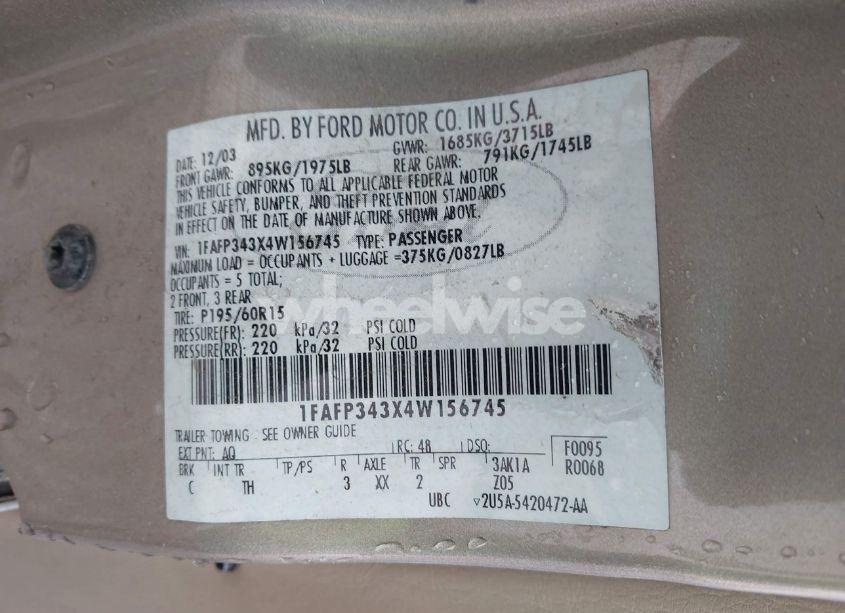 MFD. BY FORD MOTOR CO. IN U.S.A.
DATE: 12/03 GVWR: 1685KG/3715LB
FRONT GAWR: 895KG/1975LB REAR GAWR: 791KG/1745LB
THIS VEHICLE CONFORMS TO ALL APPLICABLE FEDERAL MOTOR
VEHICLE SAFETY, BUMPER, AND THEFT PREVENTION STANDARDS
IN EFFECT ON THE DATE OF MANUFACTURE SHOWN ABOVE.
VIN: 1FAFP343X4W156745 TYPE: PASSENGER
MAXIMUM LOAD = OCCUPANTS + LUGGAGE =375KG/0827LB
OCCUPANTS = 5 TOTAL;
2 FRONT, 3 REAR
wheelwise
TIRE: P195/60R15
PRESSURE(FR): 220 kPa/32 PSI COLD
PRESSURE(RR): 220 kPa/32 PSI COLD
1FAFP343X4W156745
TRAILER TOWING - SEE OWNER GUIDE
EXT PNT: AQ RC: 48 DSO: F0095
BRK INT TR TP/PS R AXLE TR SPR 3AK1A R0068
C TH 3 XX 2 Z05
UBC ▽2U5A-5420472-AA